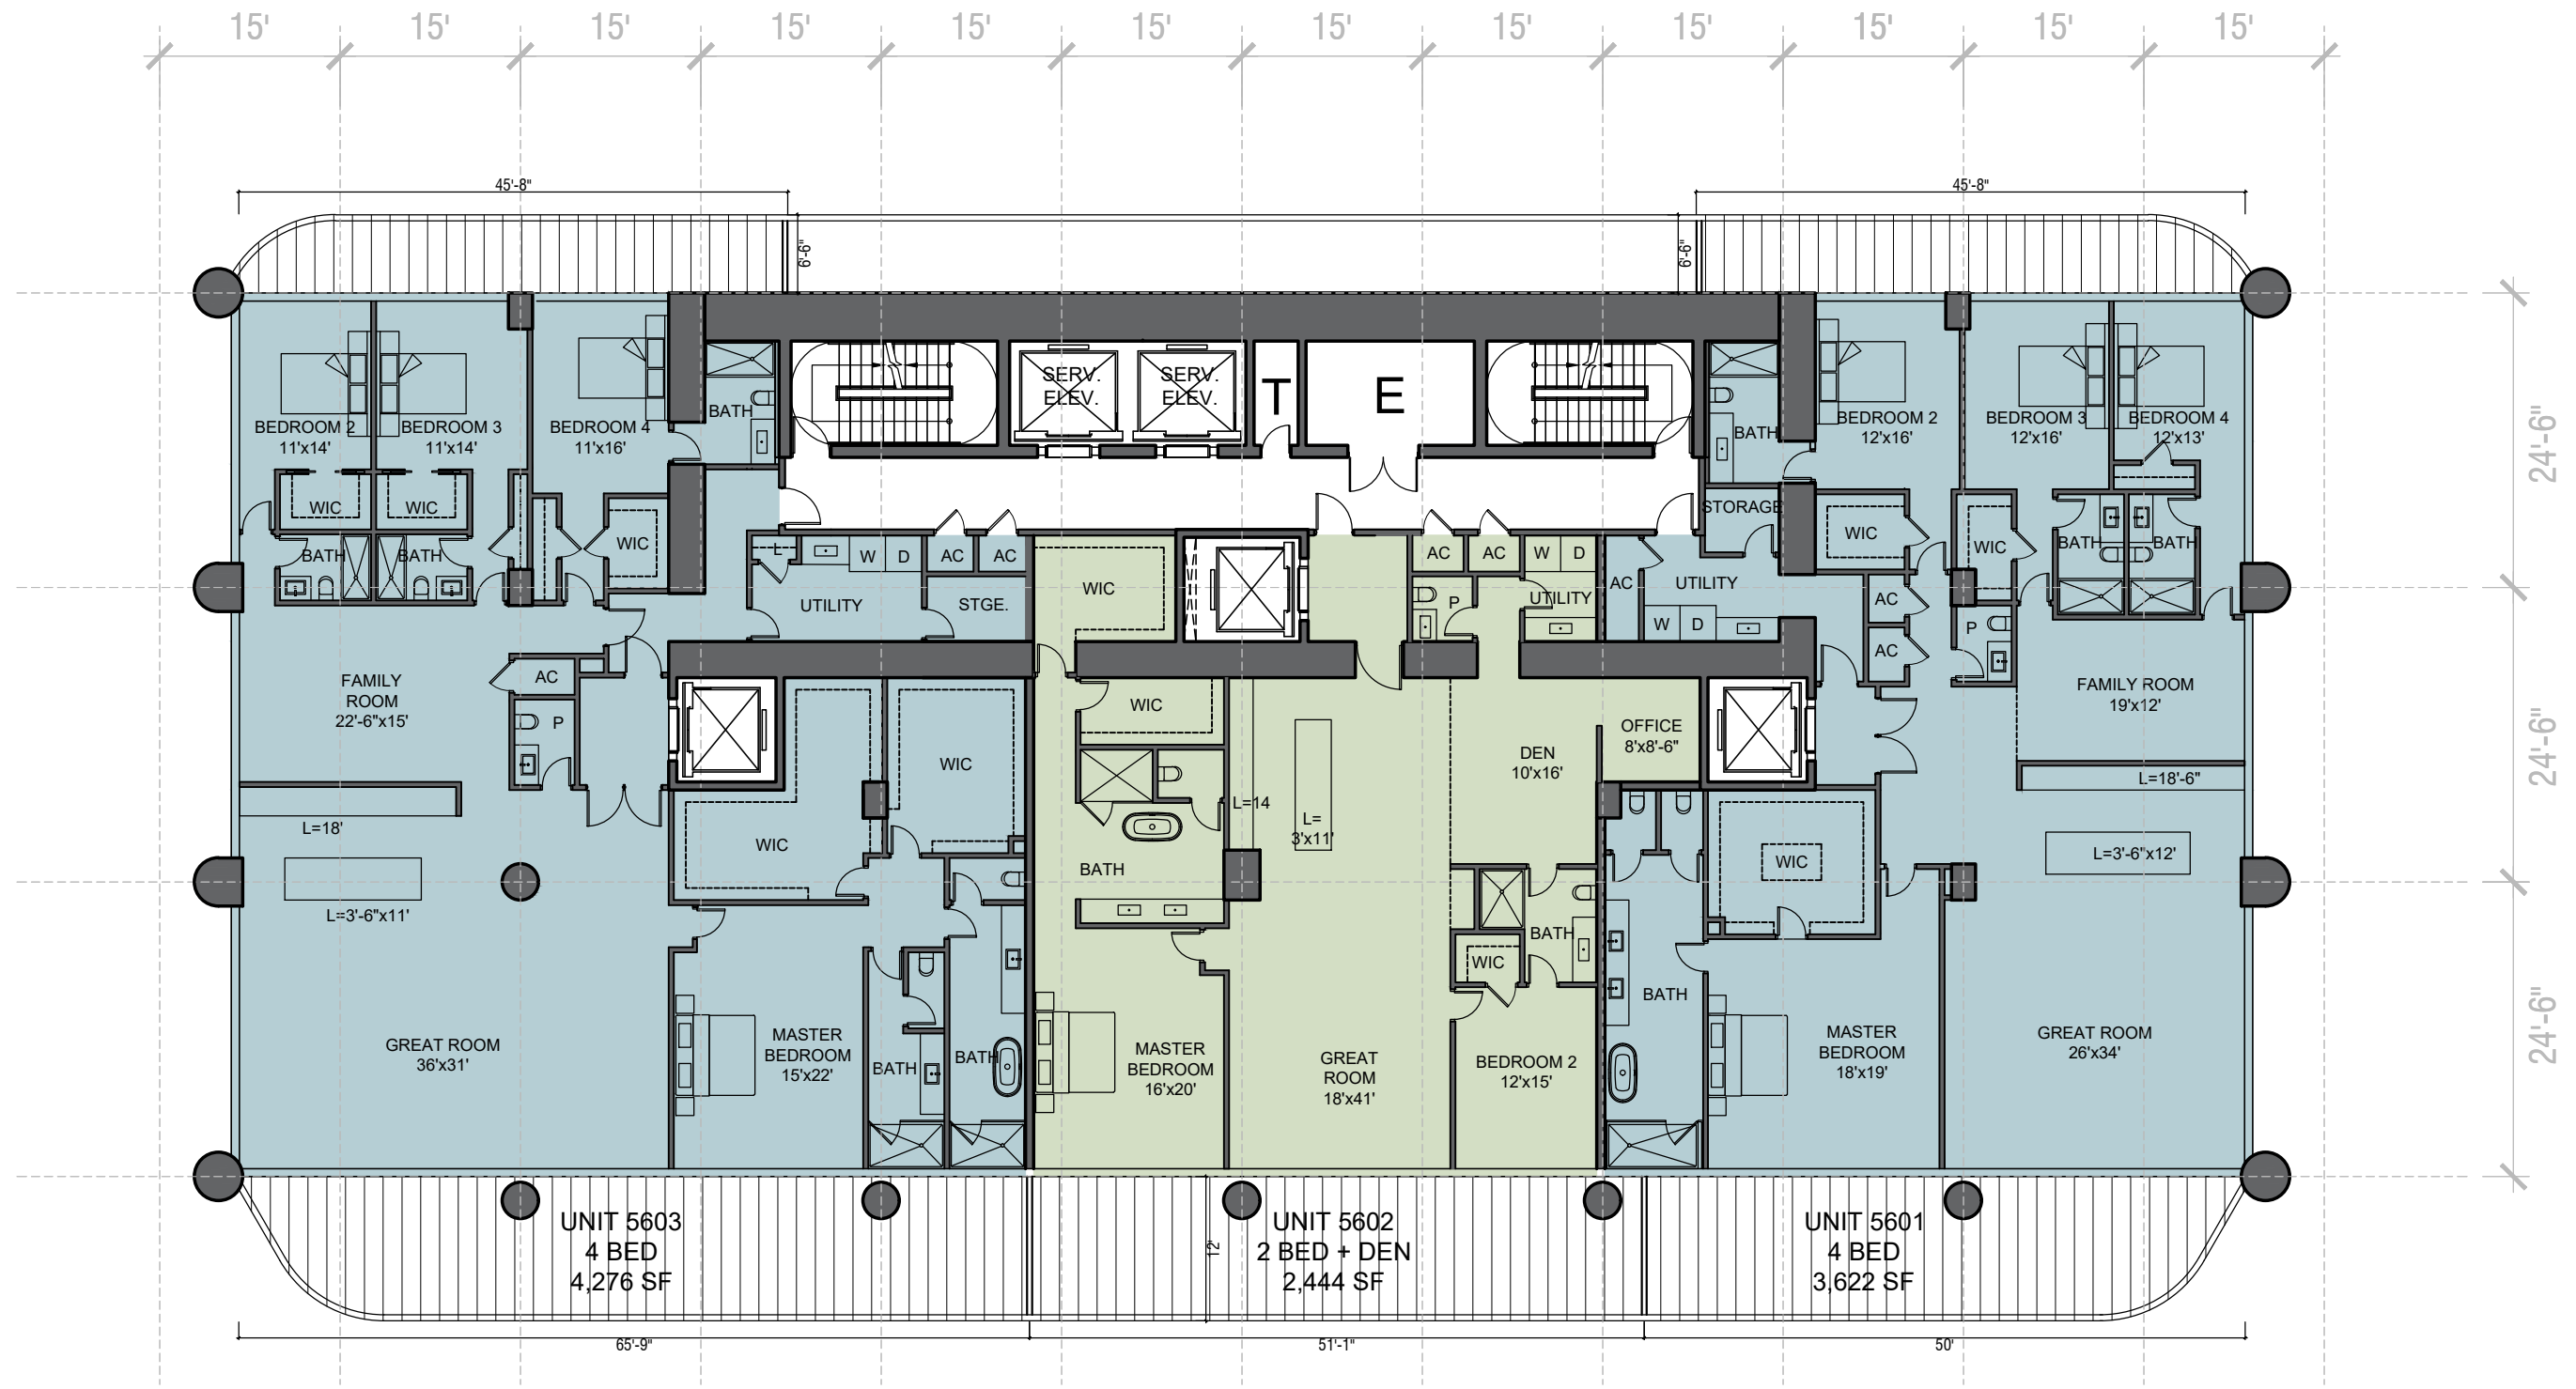 15' 15' 15' 15' 15' 15' 15' 15' 15' 15' 15' 15'
45'-8" 45'-8"
6'-6" 6'-6"
24'-6"
24'-6"
24'-6"
SERV.
ELEV.
SERV.
ELEV.
T
E
BEDROOM 2
11'x14'
BEDROOM 3
11'x14'
BEDROOM 4
11'x16'
BATH
WIC
WIC
WIC
BATH
BATH
L
W D
AC
AC
UTILITY
STGE.
FAMILY
ROOM
22'-6"x15'
AC
P
WIC
WIC
L=18'
L=3'-6"x11'
GREAT ROOM
36'x31'
MASTER
BEDROOM
15'x22'
BATH
BATH
WIC
WIC
BATH
L=14
L=
3'x11'
MASTER
BEDROOM
16'x20'
GREAT
ROOM
18'x41'
AC
AC
W D
P
UTILITY
DEN
10'x16'
OFFICE
8'x8'-6"
BATH
WIC
BEDROOM 2
12'x15'
BATH
STORAGE
AC
UTILITY
W D
BEDROOM 2
12'x16'
BEDROOM 3
12'x16'
BEDROOM 4
12'x13'
WIC
WIC
BATH
BATH
AC
AC
P
FAMILY ROOM
19'x12'
L=18'-6"
L=3'-6"x12'
WIC
BATH
MASTER
BEDROOM
18'x19'
GREAT ROOM
26'x34'
UNIT 5603
4 BED
4,276 SF
12'
UNIT 5602
2 BED + DEN
2,444 SF
UNIT 5601
4 BED
3,622 SF
65'-9" 51'-1" 50'